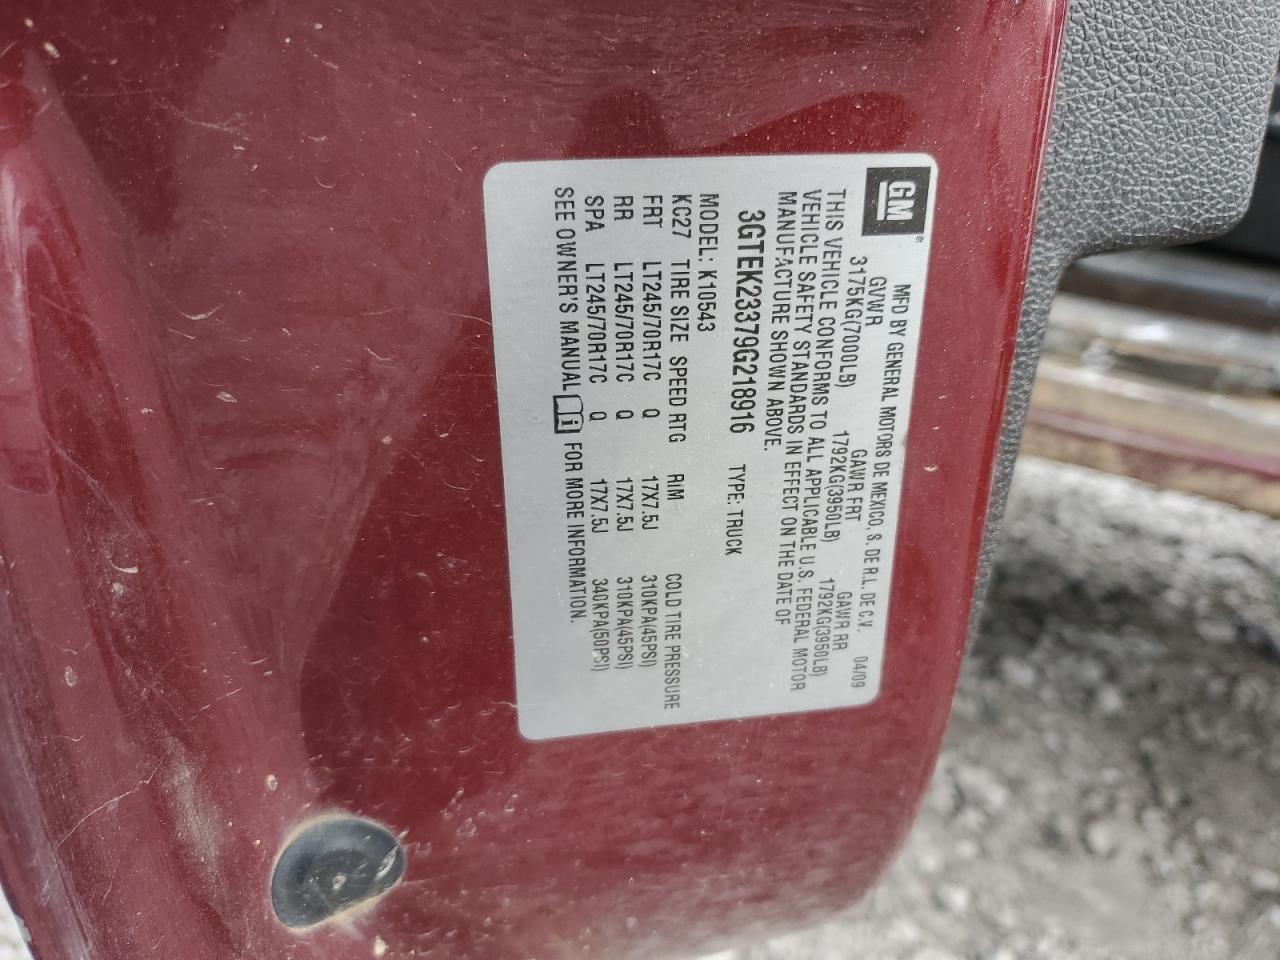 GM
MFD BY GENERAL MOTORS DE MEXICO, S. DE R.L. DE C.V. 04/09
GVWR GAWR FRT GAWR RR
3175KG(7000LB) 1792KG(3950LB) 1792KG(3950LB)
THIS VEHICLE CONFORMS TO ALL APPLICABLE U.S. FEDERAL MOTOR
VEHICLE SAFETY STANDARDS IN EFFECT ON THE DATE OF
MANUFACTURE SHOWN ABOVE.
3GTEK23379G218916 TYPE: TRUCK
MODEL: K10543
KC27 TIRE SIZE SPEED RTG RIM COLD TIRE PRESSURE
FRT LT245/70R17C Q 17X7.5J 310KPA(45PSI)
RR LT245/70R17C Q 17X7.5J 310KPA(45PSI)
SPA LT245/70R17C Q 17X7.5J 340KPA(50PSI)
SEE OWNER'S MANUAL i FOR MORE INFORMATION.